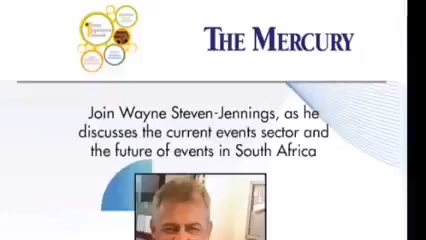 THE MERCURY
Join Wayne Steven-Jennings, as he
discusses the current events sector and
the future of events in South Africa